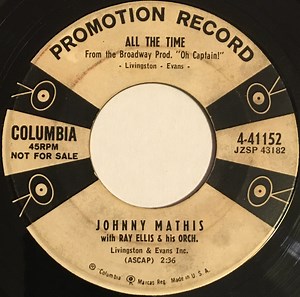 PROMOTION RECORD
ALL THE TIME
From the Broadway Prod. "Oh Captain!"
- Livingston - Evans -
COLUMBIA
45RPM
NOT FOR SALE
4-41152
JZSP 43182
JOHNNY MATHIS
with RAY ELLIS & his ORCH.
Livingston & Evans Inc.
(ASCAP) 2:36
® Columbia Marcas Reg. Made in U. S. A.